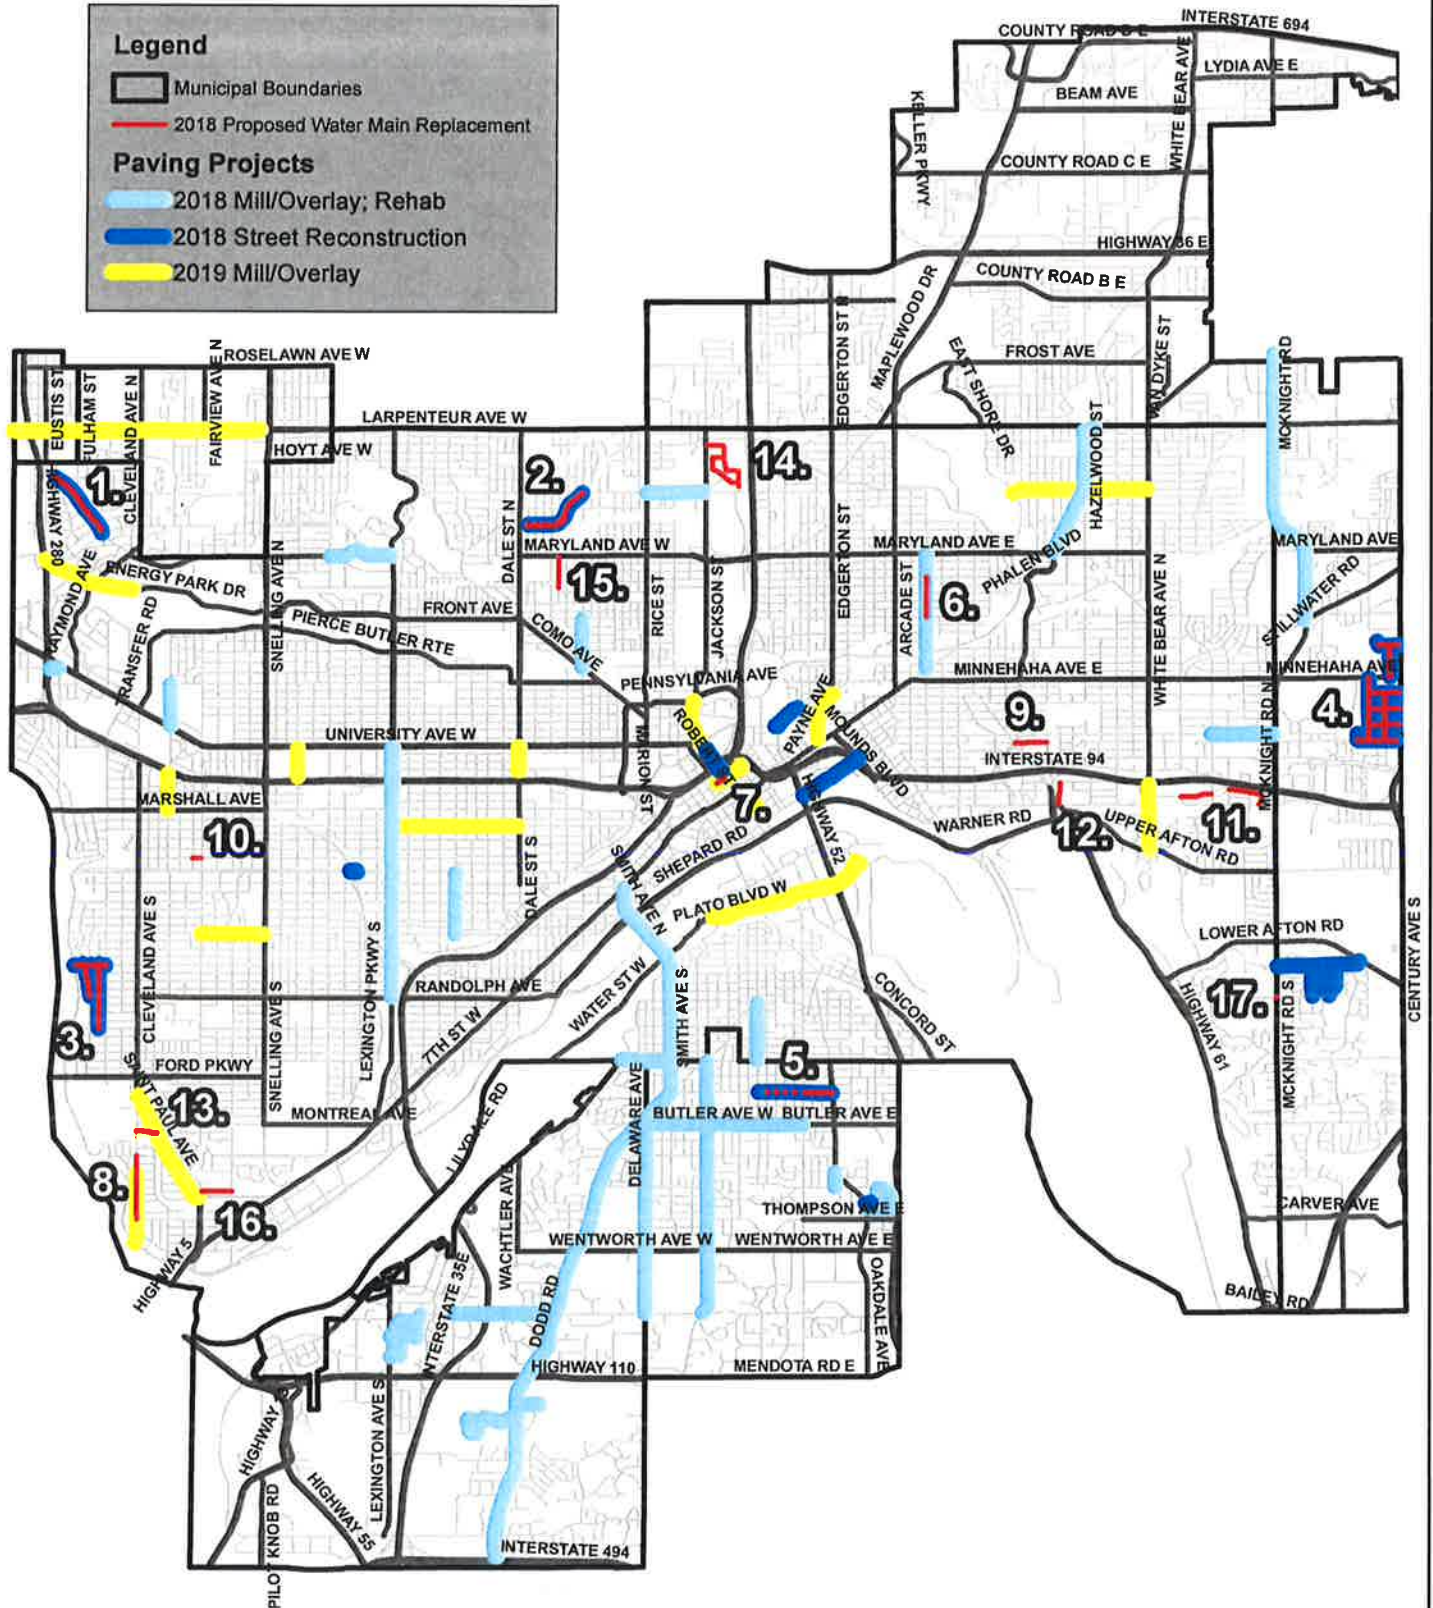 Legend
Municipal Boundaries
2018 Proposed Water Main Replacement
Paving Projects
2018 Mill/Overlay; Rehab
2018 Street Reconstruction
2019 Mill/Overlay
INTERSTATE 694
WHITE BEAR AVE
LYDIA AVE E
BEAM AVE
KELLER PKWY
COUNTY ROAD C E
HIGHWAY 36 E
COUNTY ROAD B E
MAPLEWOOD DR
EDGERTON ST N
EAST SHORE DR
FROST AVE
VAN DYKE ST
MCKNIGHT RD
ROSELAWN AVE W
EUSTIS ST
FULHAM ST
CLEVELAND AVE N
FAIRVIEW AVE N
LARPENTEUR AVE W
HOYT AVE W
1.
2.
14.
HIGHWAY 280
DALE ST N
HAZELWOOD ST
EDGERTON ST
MARYLAND AVE W
MARYLAND AVE E
MARYLAND AVE
PHALEN BLVD
STILLWATER RD
RAYMOND AVE
ENERGY PARK DR
TRANSFER RD
SNELLING AVE N
FRONT AVE
PIERCE BUTLER RTE
COMO AVE
15.
RICE ST
JACKSON ST
ARCADE ST
6.
WHITE BEAR AVE N
MINNEHAHA AVE E
MINNEHAHA AVE
PENNSYLVANIA AVE
PAYNE AVE
MOUNDS BLVD
ROBERT ST
MARION ST
UNIVERSITY AVE W
9.
4.
MCKNIGHT RD N
INTERSTATE 94
MARSHALL AVE
10.
7.
HIGHWAY 52
WARNER RD
12.
UPPER AFTON RD
11.
SHEPARD RD
SMITH AVE N
PLATO BLVD W
DALE ST S
CLEVELAND AVE S
LEXINGTON PKWY S
LOWER AFTON RD
CENTURY AVE S
3.
SNELLING AVE S
RANDOLPH AVE
WATER ST W
7TH ST W
SMITH AVE S
CONCORD ST
HIGHWAY 61
17.
MCKNIGHT RD S
FORD PKWY
SAINT PAUL AVE
13.
MONTREAL AVE
LILYDALE RD
DELAWARE AVE
5.
BUTLER AVE W
BUTLER AVE E
8.
16.
HIGHWAY 5
WACHTLER AVE
THOMPSON AVE E
CARVER AVE
WENTWORTH AVE W
WENTWORTH AVE E
INTERSTATE 35E
DODD RD
OAKDALE AVE
BAILEY RD
HIGHWAY 110
MENDOTA RD E
HIGHWAY
LEXINGTON AVE S
HIGHWAY 55
PILOT KNOB RD
INTERSTATE 494